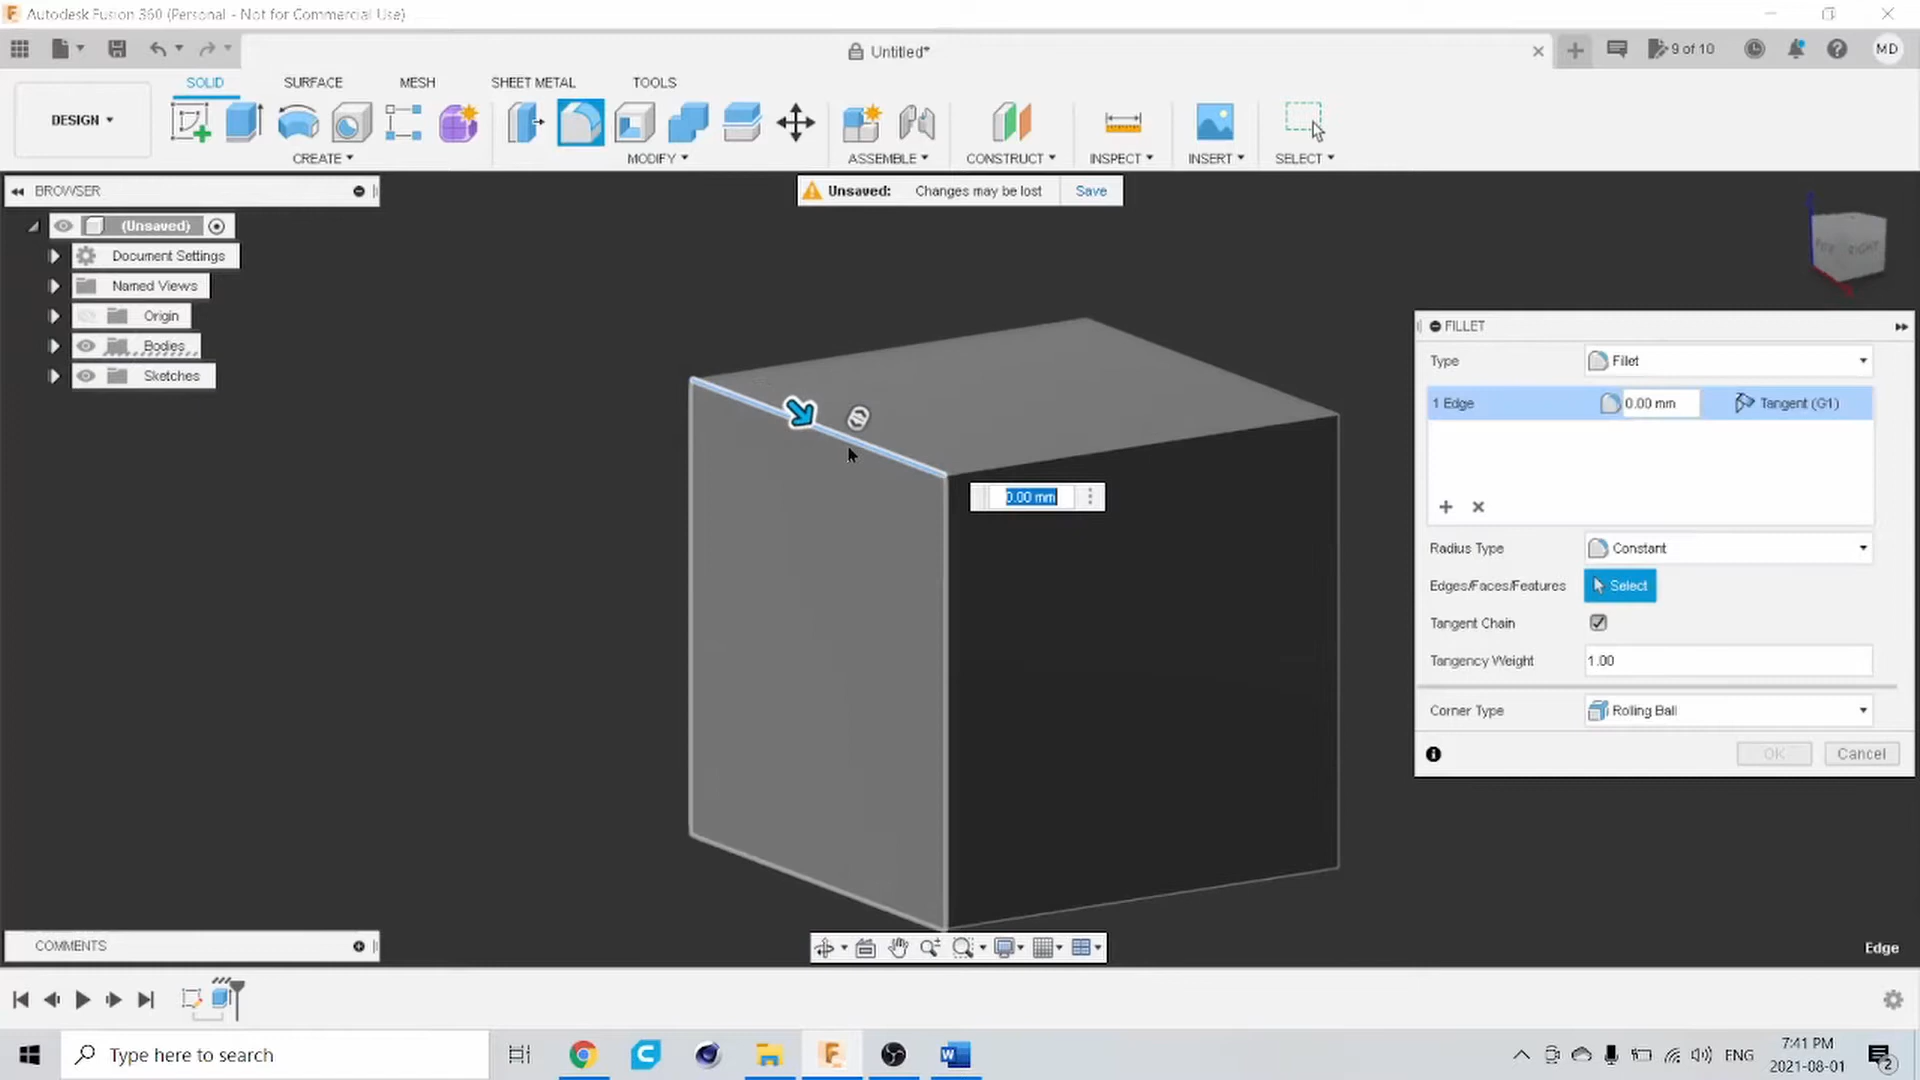 Autodesk Fusion 360 (Personal - Not for Commercial Use)
Untitled*
9 of 10
MD
DESIGN
SOLID SURFACE MESH SHEET METAL TOOLS
CREATE MODIFY ASSEMBLE CONSTRUCT INSPECT INSERT SELECT
BROWSER
Unsaved: Changes may be lost Save
(Unsaved)
Document Settings
Named Views
Origin
Bodies
Sketches
RIGHT
FILLET
Type Fillet
1 Edge 0.00 mm Tangent (G1)
0.00 mm
Radius Type Constant
Edges/Faces/Features Select
Tangent Chain
Tangency Weight 1.00
Corner Type Rolling Ball
OK Cancel
COMMENTS
Edge
Type here to search
ENG
7:41 PM
2021-08-01
2